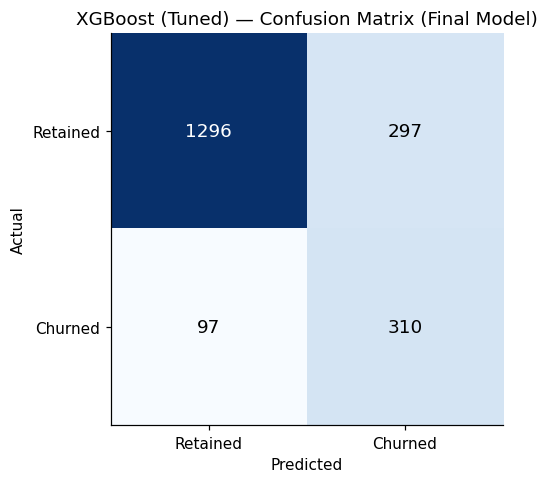 XGBoost (Tuned) — Confusion Matrix (Final Model)
Retained
1296
297
Actual
Churned
97
310
Retained
Churned
Predicted